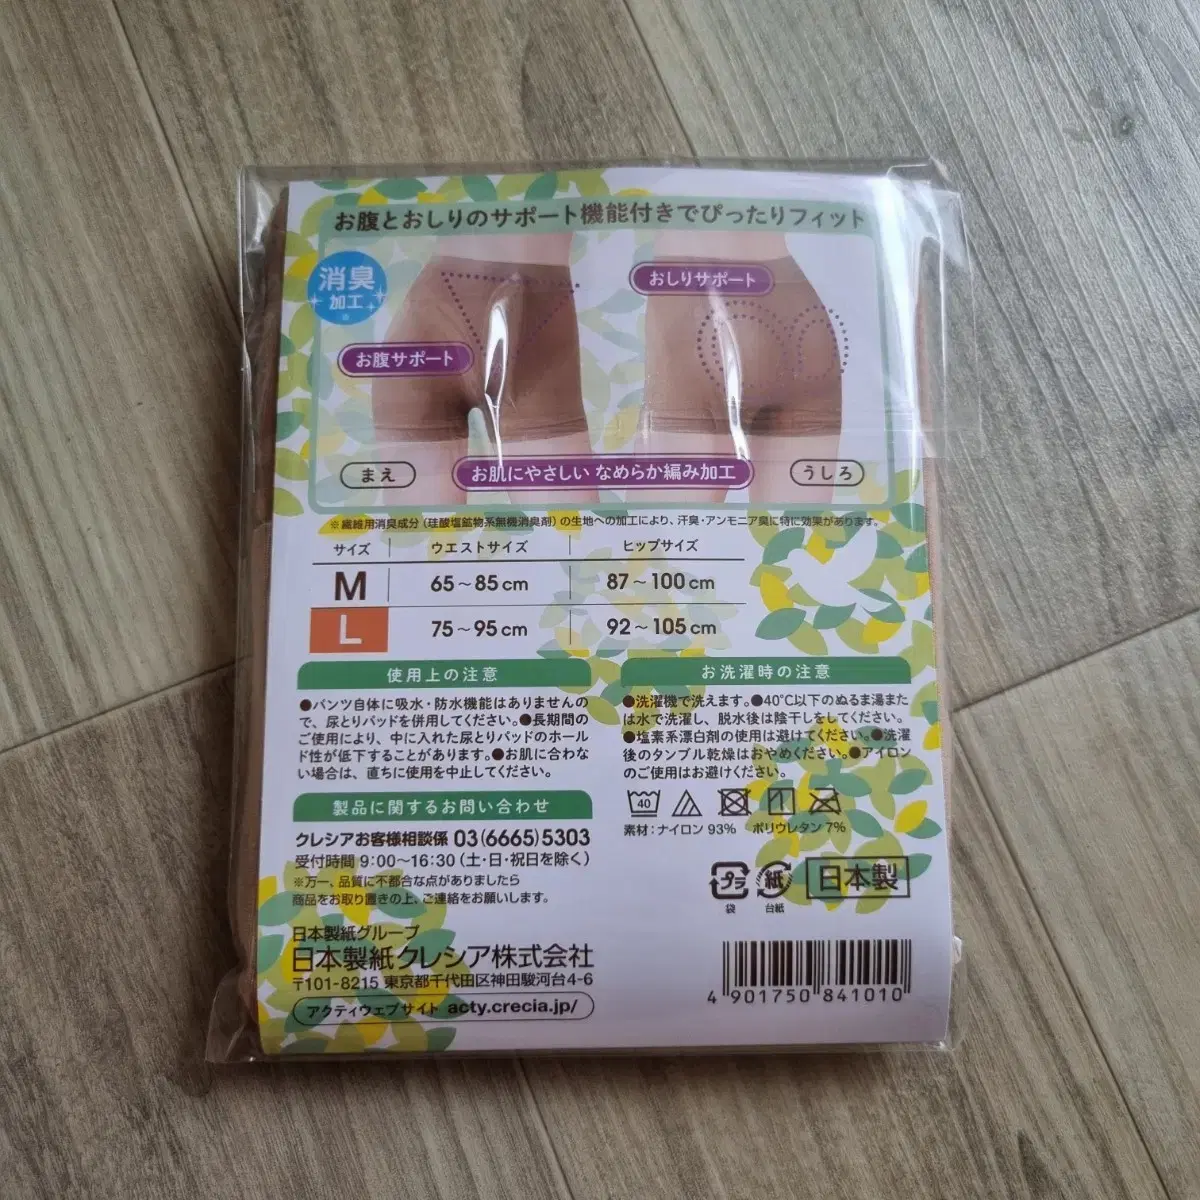 お腹とおしりのサポート機能付きでぴったりフィット
消臭
加工
※
おしりサポート
お腹サポート
まえ
お肌にやさしい なめらか編み加工
うしろ
※繊維用消臭成分（珪酸塩鉱物系無機消臭剤）の生地への加工により、汗臭・アンモニア臭に特に効果があります。
サイズ ウエストサイズ ヒップサイズ
M 65～85cm 87～100cm
L 75～95cm 92～105cm
使用上の注意
●パンツ自体に吸水・防水機能はありませんの
で、尿とりパッドを併用してください。●長期間の
ご使用により、中に入れた尿とりパッドのホール
ド性が低下することがあります。●お肌に合わな
い場合は、直ちに使用を中止してください。
お洗濯時の注意
●洗濯機で洗えます。●40℃以下のぬるま湯また
は水で洗濯し、脱水後は陰干しをしてください。
●塩素系漂白剤の使用は避けてください。●洗濯
後のタンブル乾燥はおやめください。●アイロン
のご使用はお避けください。
40
素材：ナイロン 93% ポリウレタン 7%
製品に関するお問い合わせ
クレシアお客様相談係 03(6665)5303
受付時間 9:00～16:30（土・日・祝日を除く）
※万一、品質に不都合な点がありましたら
商品をお取り置きの上、ご連絡をお願いします。
プラ 紙 日本製
袋 台紙
日本製紙グループ
日本製紙クレシア株式会社
〒101-8215 東京都千代田区神田駿河台4-6
アクティウェブサイト acty.crecia.jp/
4 901750 841010